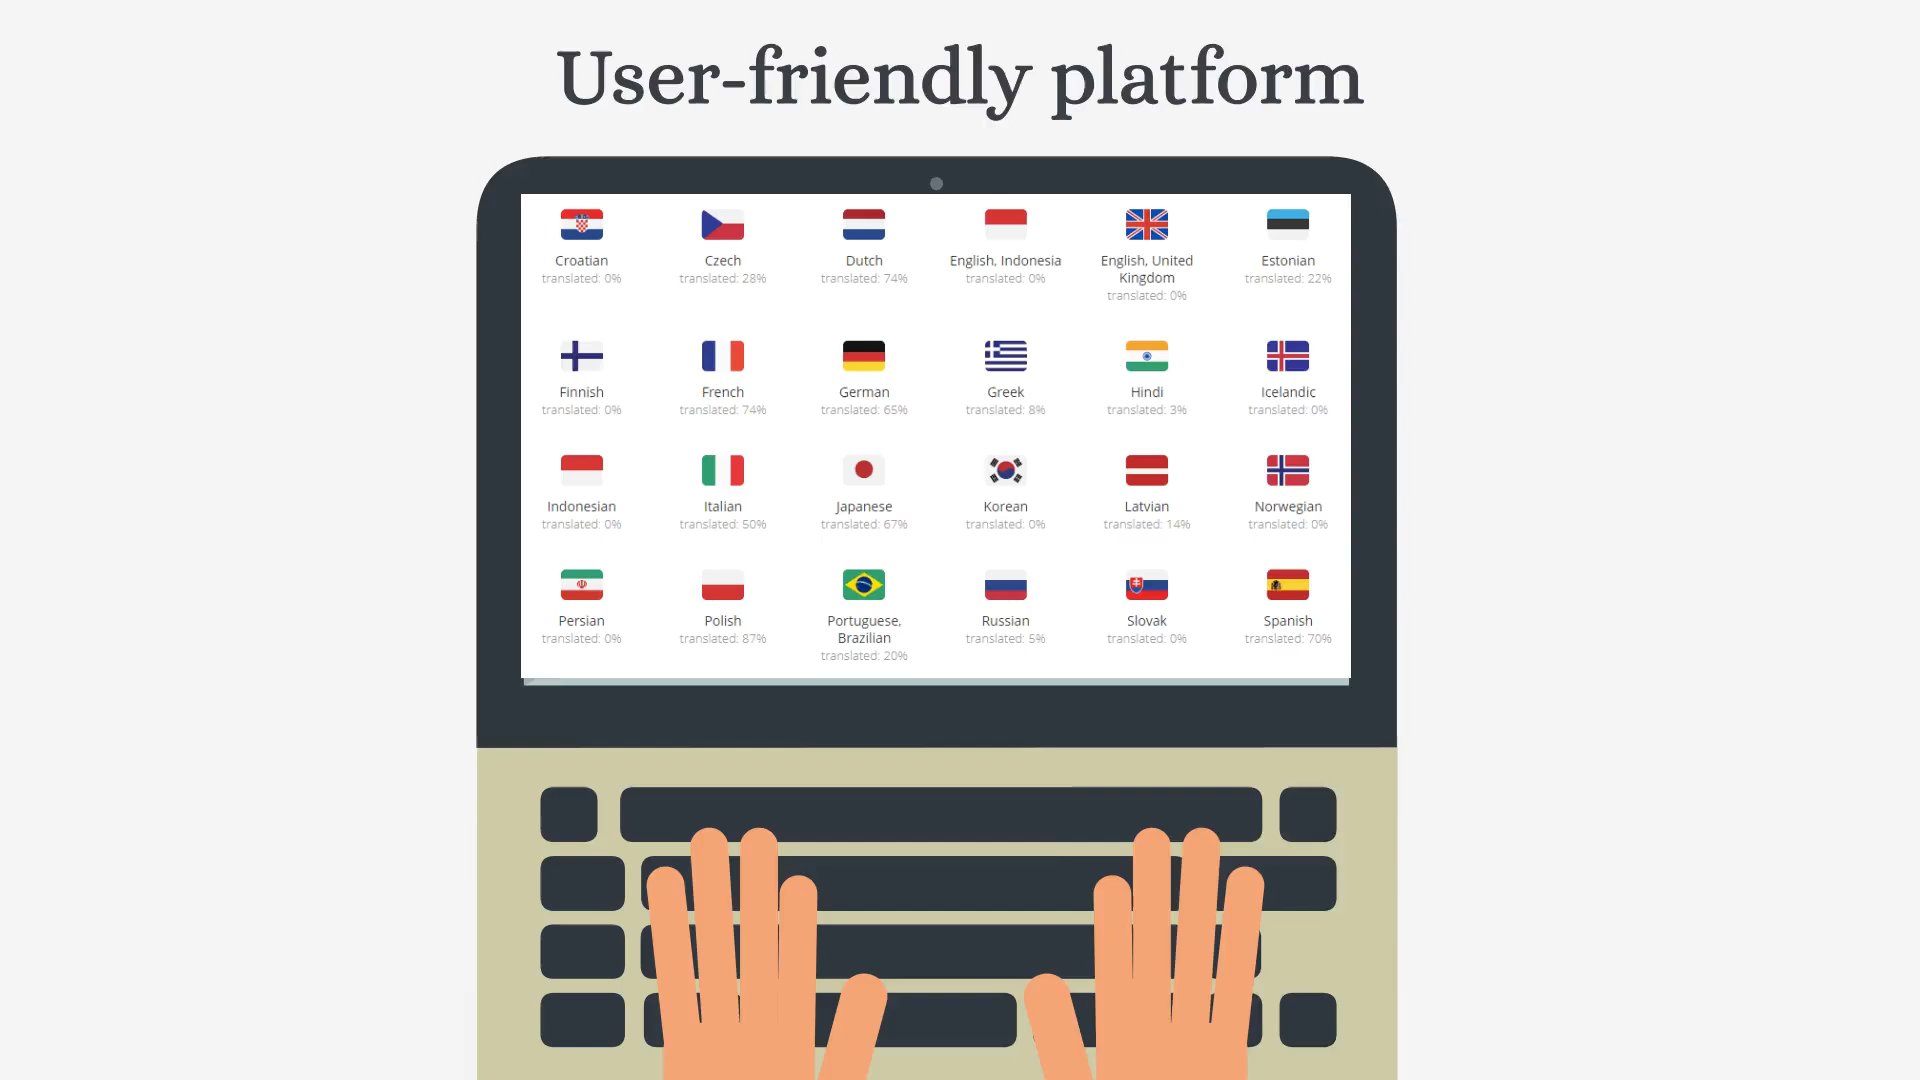 User-friendly platform
Croatian
translated: 0%
Czech
translated: 28%
Dutch
translated: 74%
English, Indonesia
translated: 0%
English, United
Kingdom
translated: 0%
Estonian
translated: 22%
Finnish
translated: 0%
French
translated: 74%
German
translated: 65%
Greek
translated: 8%
Hindi
translated: 3%
Icelandic
translated: 0%
Indonesian
translated: 0%
Italian
translated: 50%
Japanese
translated: 67%
Korean
translated: 0%
Latvian
translated: 14%
Norwegian
translated: 0%
Persian
translated: 0%
Polish
translated: 87%
Portuguese,
Brazilian
translated: 20%
Russian
translated: 5%
Slovak
translated: 0%
Spanish
translated: 70%